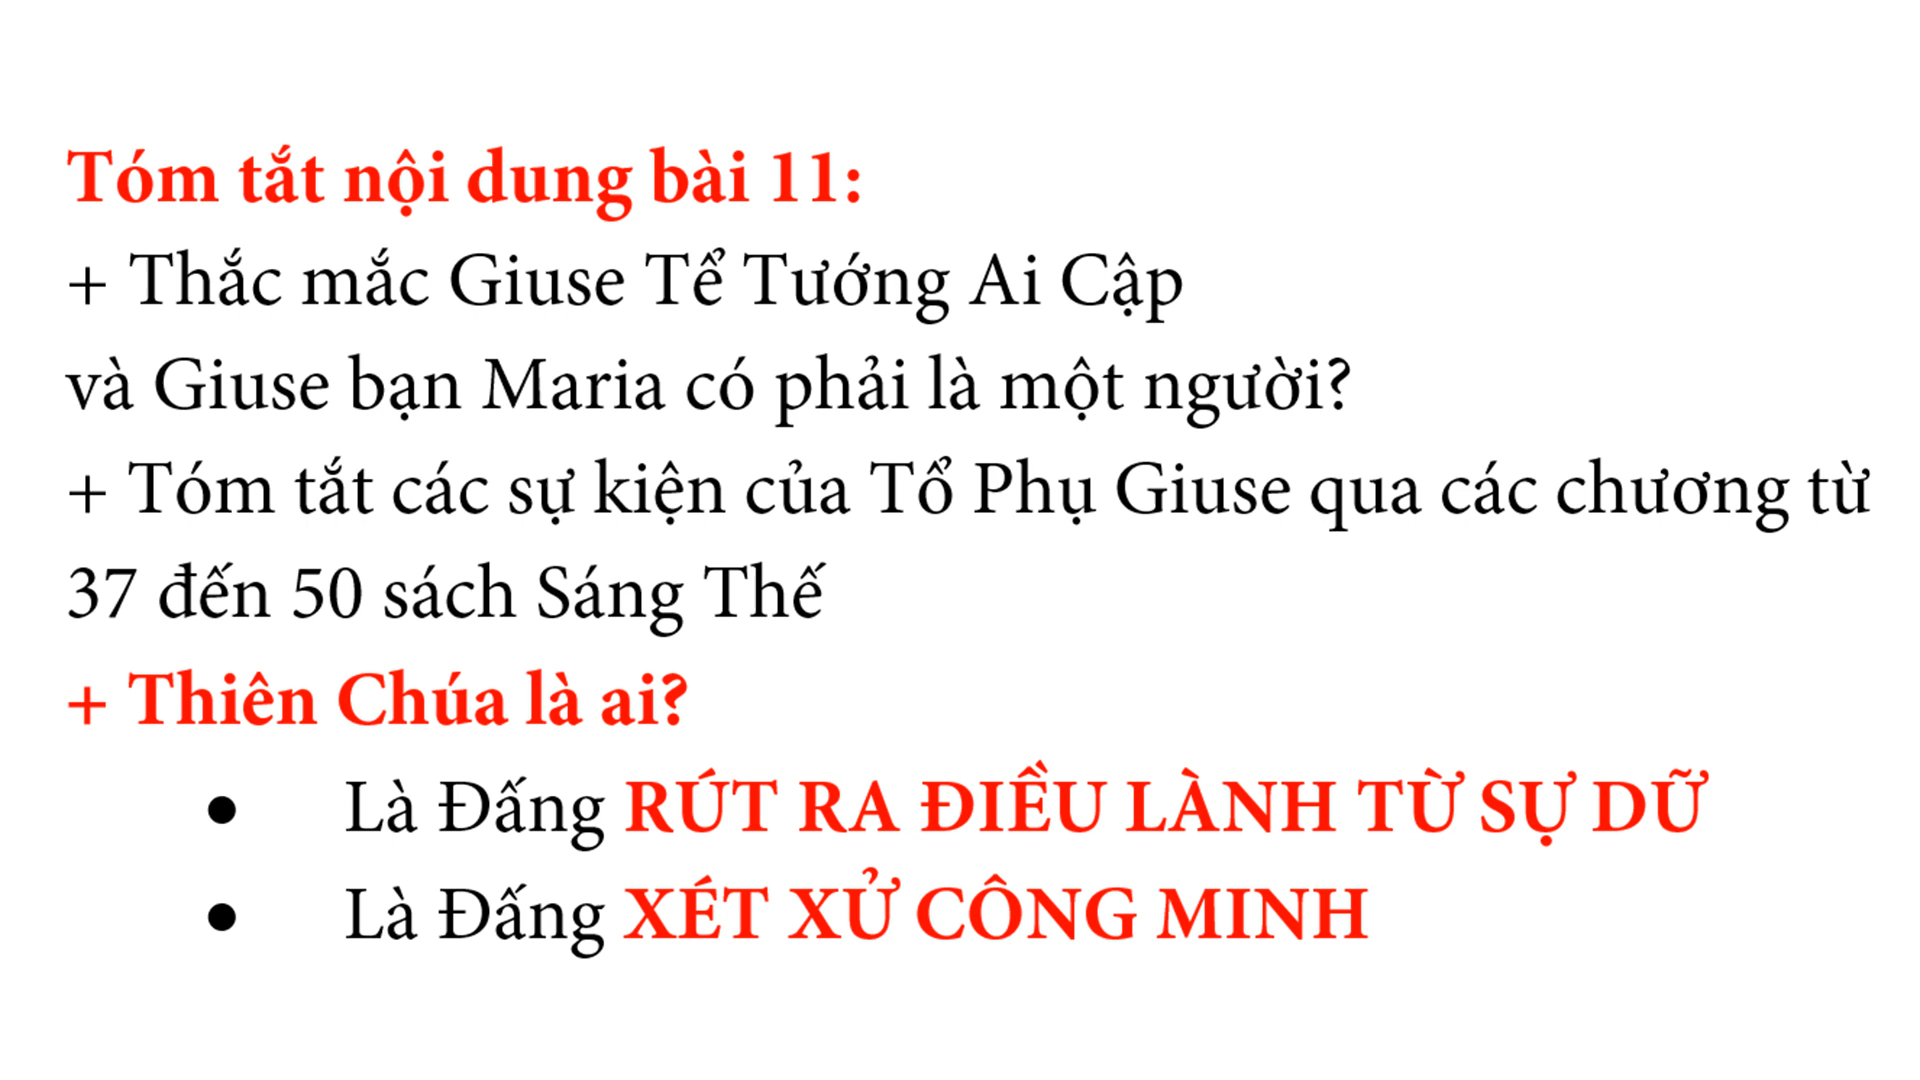 Tóm tắt nội dung bài 11:
+ Thắc mắc Giuse Tể Tướng Ai Cập
và Giuse bạn Maria có phải là một người?
+ Tóm tắt các sự kiện của Tổ Phụ Giuse qua các chương từ
37 đến 50 sách Sáng Thế
+ Thiên Chúa là ai?
• Là Đấng RÚT RA ĐIỀU LÀNH TỪ SỰ DỮ
• Là Đấng XÉT XỬ CÔNG MINH